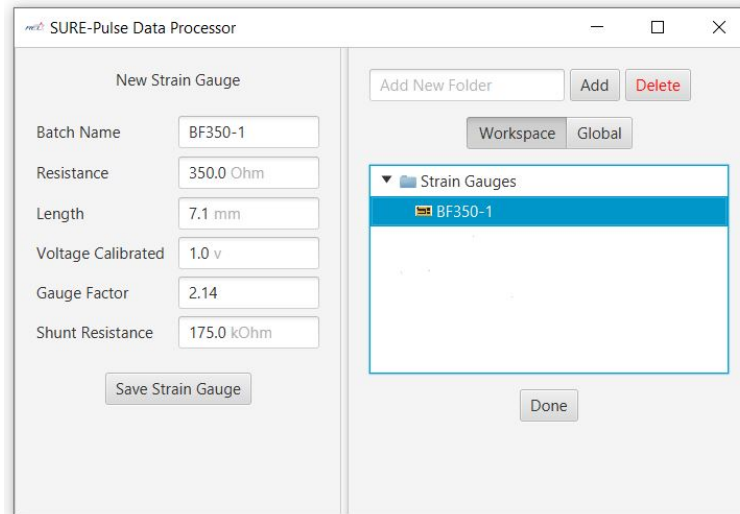 SURE-Pulse Data Processor
New Strain Gauge
Batch Name BF350-1
Resistance 350.0 Ohm
Length 7.1 mm
Voltage Calibrated 1.0 v
Gauge Factor 2.14
Shunt Resistance 175.0 kOhm
Save Strain Gauge
Add New Folder Add Delete
Workspace Global
Strain Gauges
BF350-1
Done